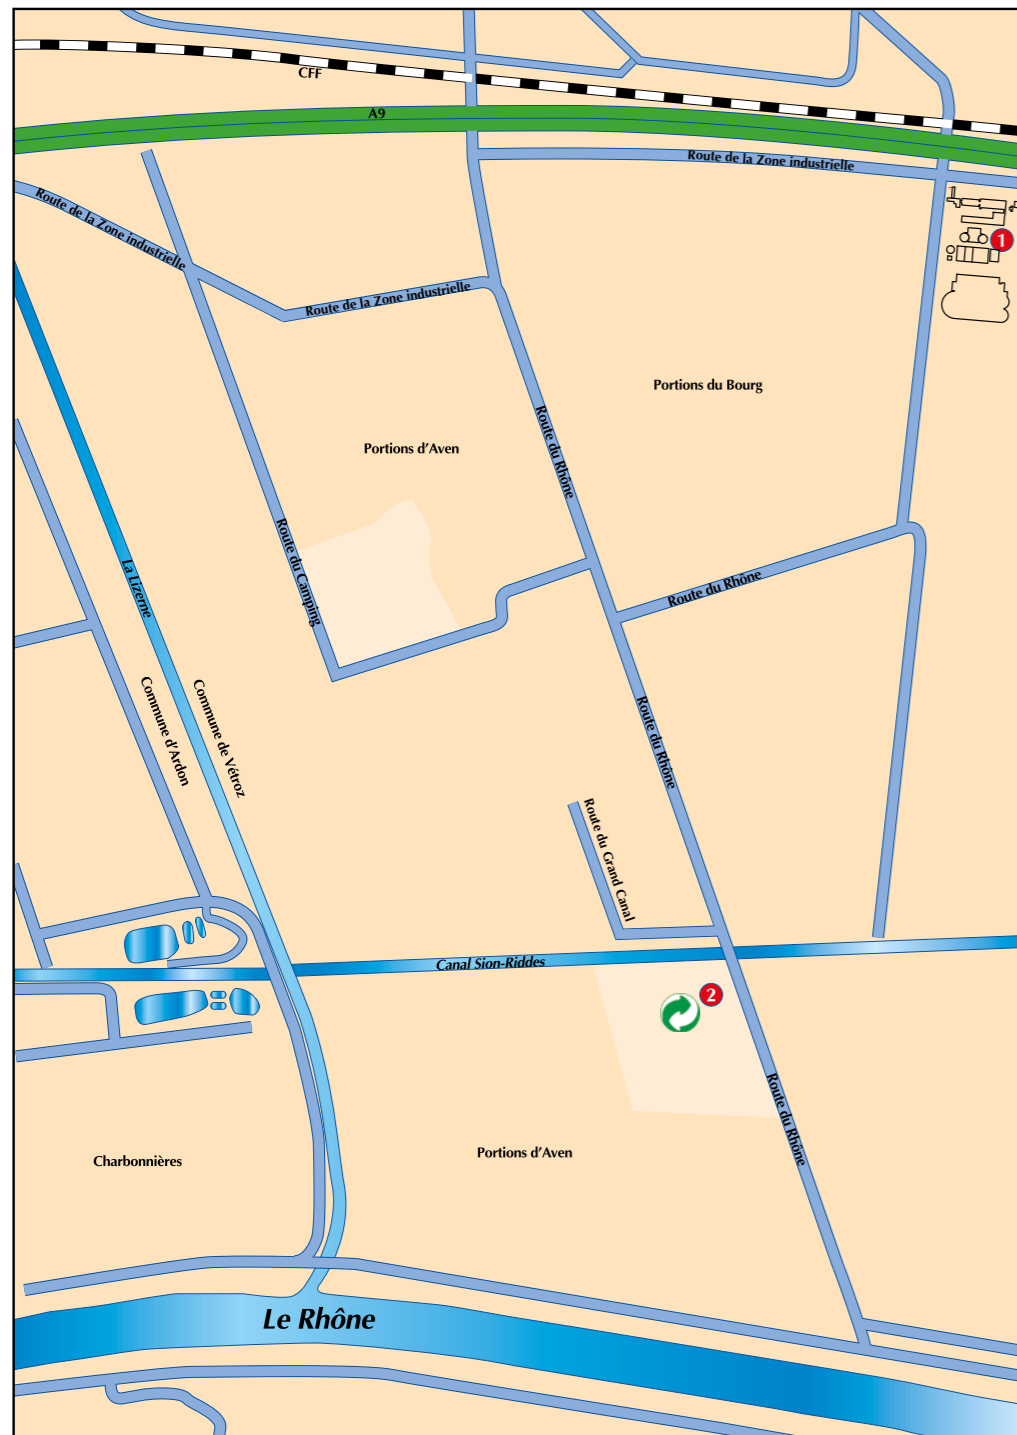 CFF
A9
Route de la Zone industrielle
Route de la Zone industrielle
1
Route de la Zone industrielle
Portions du Bourg
Route du Rhône
Portions d'Aven
Route du Camping
La Lizerne
Route du Rhône
Commune d'Ardon
Commune de Vétroz
Route du Rhône
Route du Grand Canal
Canal Sion-Riddes
2
Route du Rhône
Charbonnières
Portions d'Aven
Le Rhône